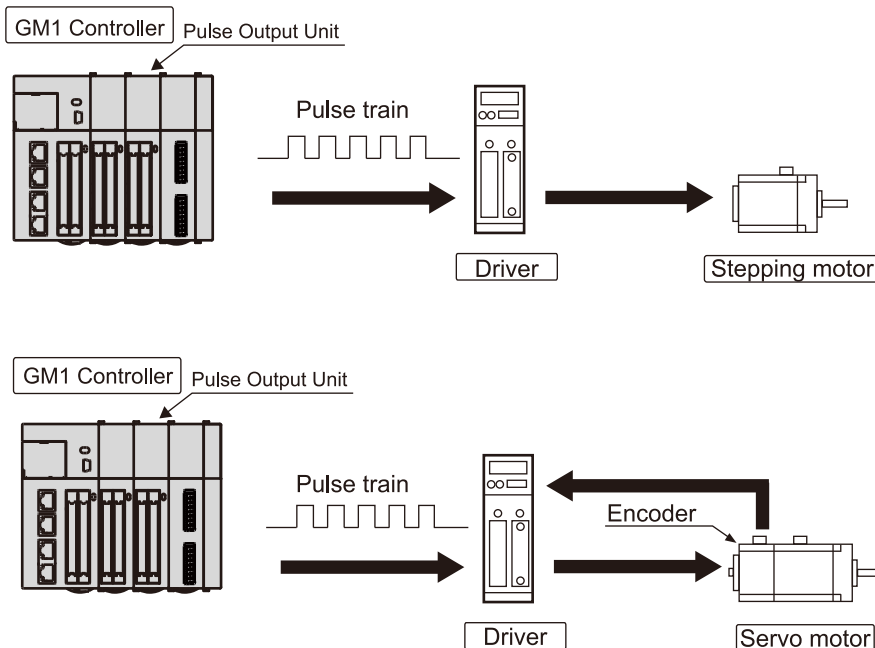 GM1 Controller
Pulse Output Unit
Pulse train
Driver
Stepping motor
GM1 Controller
Pulse Output Unit
Pulse train
Encoder
Driver
Servo motor